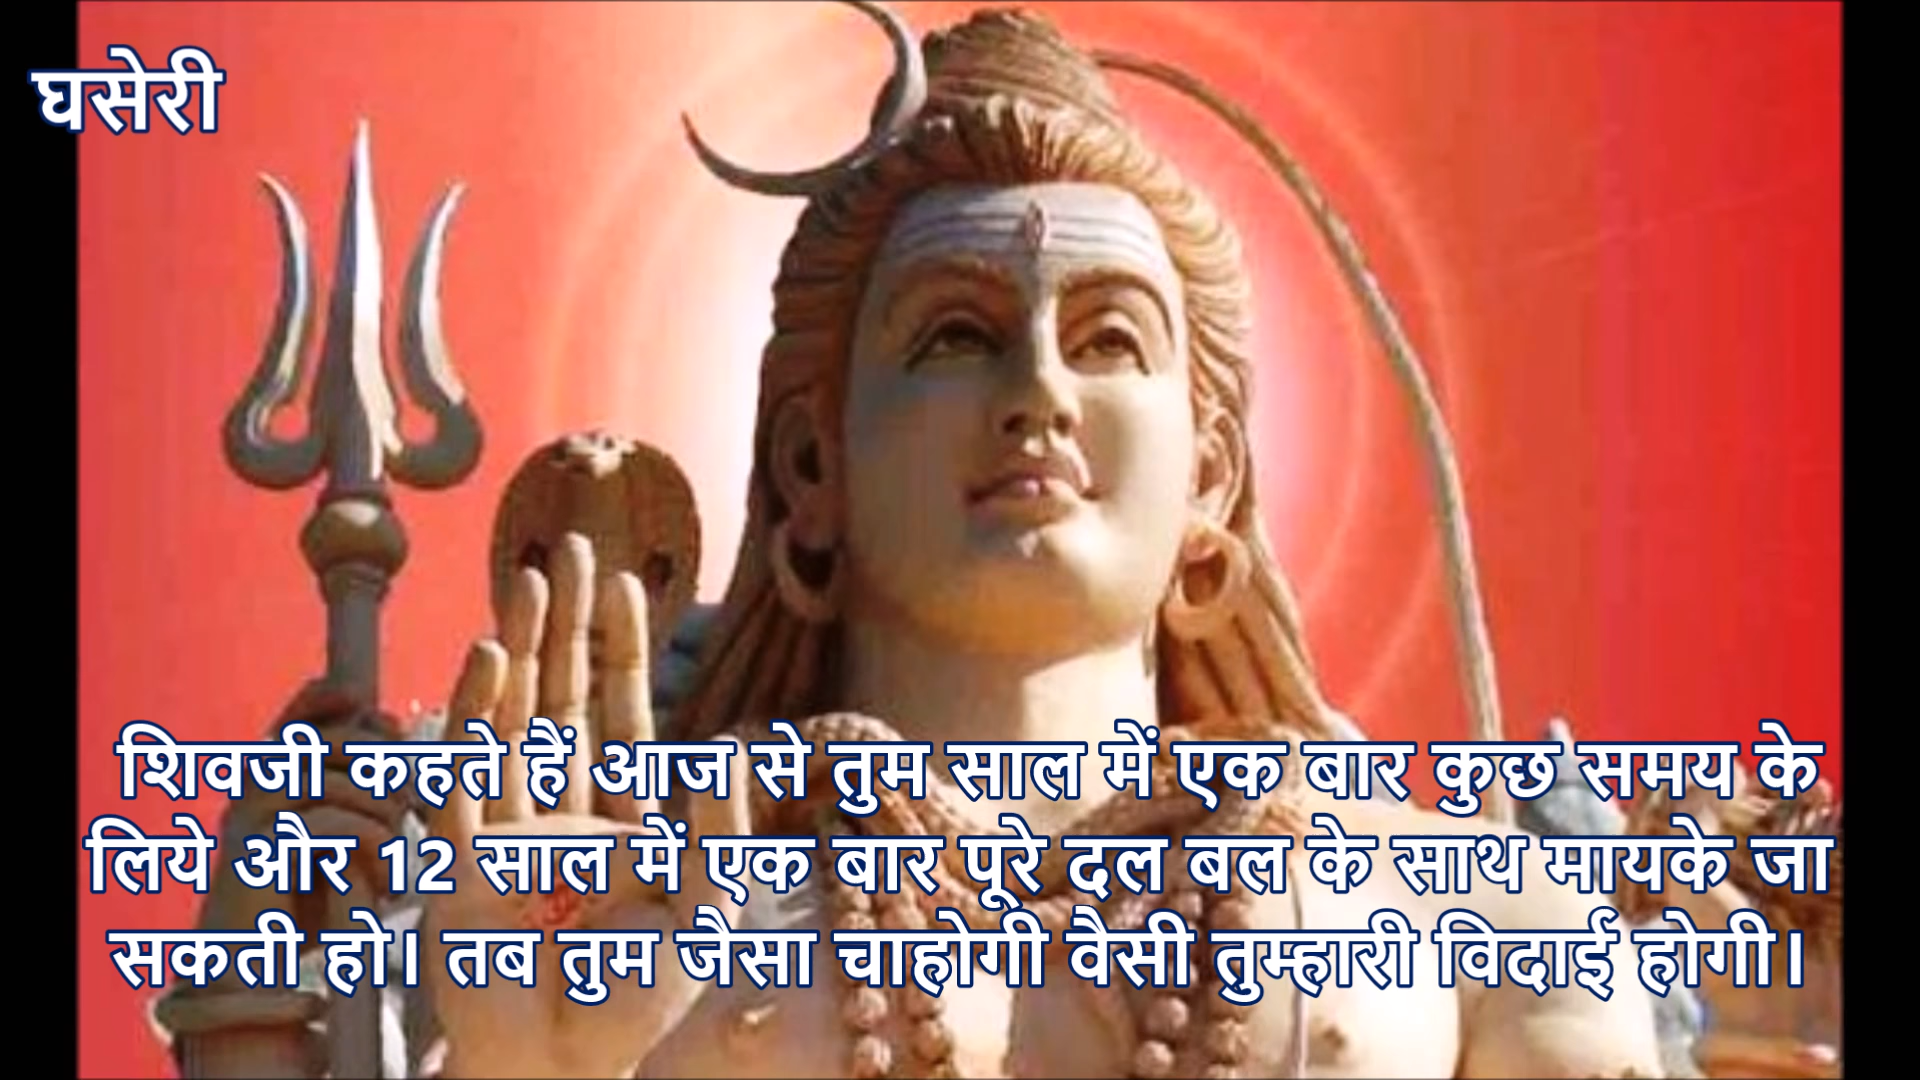 घसेरी
शिवजी कहते हैं आज से तुम साल में एक बार कुछ समय के
लिये और 12 साल में एक बार पूरे दल बल के साथ मायके जा
सकती हो। तब तुम जैसा चाहोगी वैसी तुम्हारी विदाई होगी।